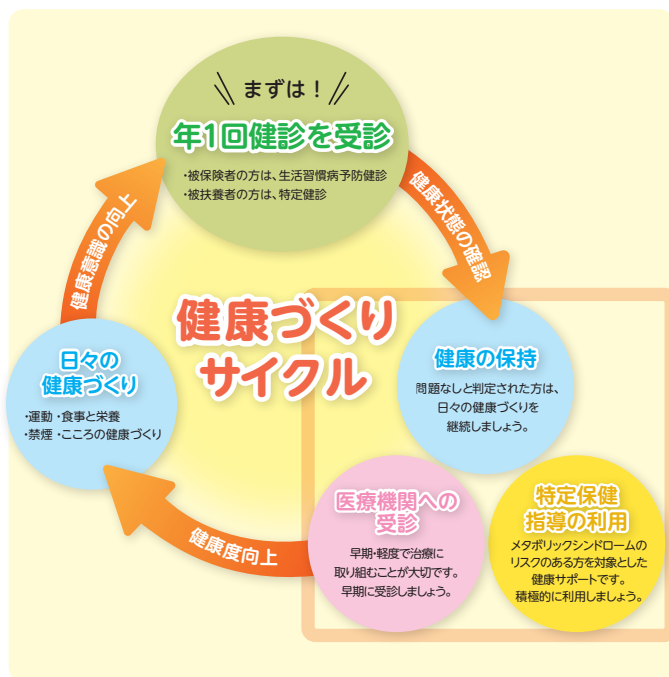 まずは！
年1回健診を受診
・被保険者の方は、生活習慣病予防健診
・被扶養者の方は、特定健診
健康状態の確認
健康意識の向上
健康づくり
サイクル
健康の保持
問題なしと判定された方は、
日々の健康づくりを
継続しましょう。
日々の
健康づくり
・運動 ・食事と栄養
・禁煙 ・こころの健康づくり
医療機関への
受診
早期・軽度で治療に
取り組むことが大切です。
早期に受診しましょう。
特定保健
指導の利用
メタボリックシンドロームの
リスクのある方を対象とした
健康サポートです。
積極的に利用しましょう。
健康度向上